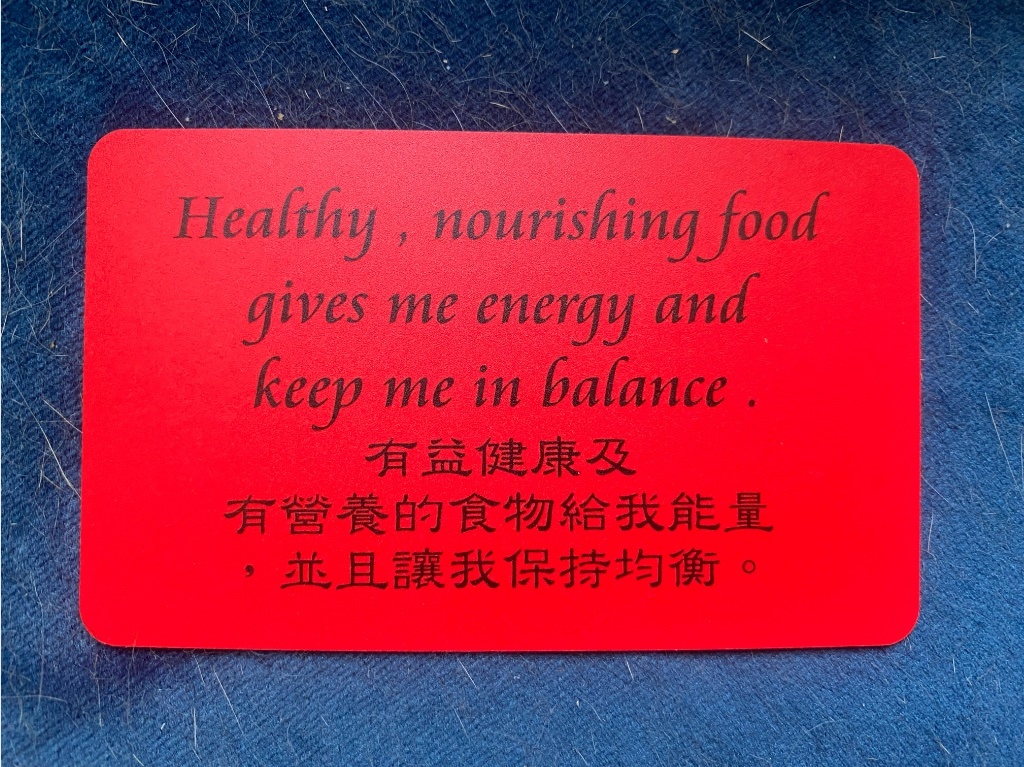 Healthy , nourishing food
gives me energy and
keep me in balance .
有益健康及
有營養的食物給我能量
，並且讓我保持均衡。